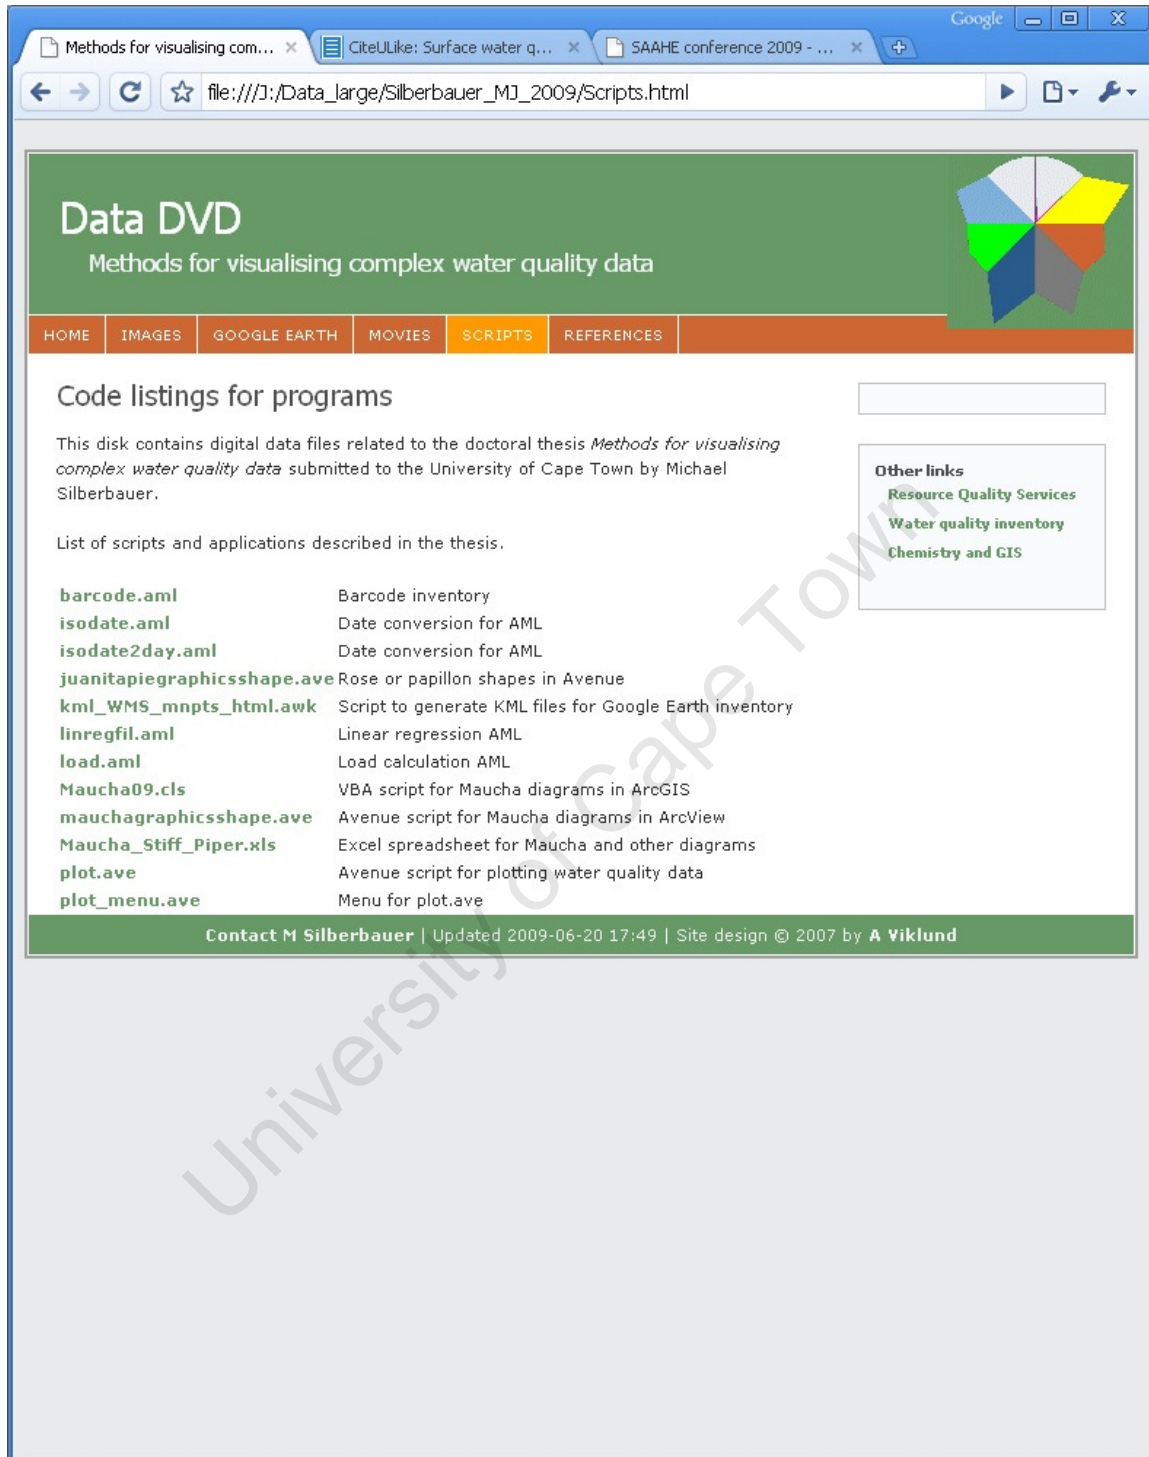 Google
Methods for visualising com...
CiteULike: Surface water q...
SAAHE conference 2009 - ...
file:///J:/Data_large/Silberbauer_MJ_2009/Scripts.html
Data DVD
Methods for visualising complex water quality data
HOME IMAGES GOOGLE EARTH MOVIES SCRIPTS REFERENCES
Code listings for programs
This disk contains digital data files related to the doctoral thesis Methods for visualising
complex water quality data submitted to the University of Cape Town by Michael
Silberbauer.
List of scripts and applications described in the thesis.
barcode.aml Barcode inventory
isodate.aml Date conversion for AML
isodate2day.aml Date conversion for AML
juanitapiegraphicsshape.ave Rose or papillon shapes in Avenue
kml_WMS_mnpts_html.awk Script to generate KML files for Google Earth inventory
linregfil.aml Linear regression AML
load.aml Load calculation AML
Maucha09.cls VBA script for Maucha diagrams in ArcGIS
mauchagraphicsshape.ave Avenue script for Maucha diagrams in ArcView
Maucha_Stiff_Piper.xls Excel spreadsheet for Maucha and other diagrams
plot.ave Avenue script for plotting water quality data
plot_menu.ave Menu for plot.ave
Other links
Resource Quality Services
Water quality inventory
Chemistry and GIS
Contact M Silberbauer | Updated 2009-06-20 17:49 | Site design © 2007 by A Viklund
University of Cape Town